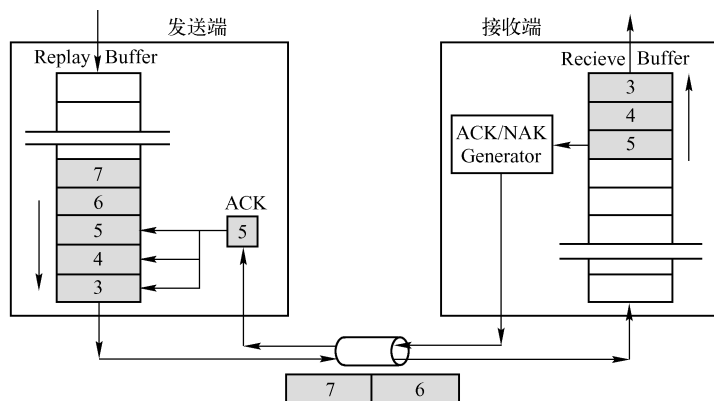 发送端
Replay Buffer
7
6
5
4
3
ACK
5
接收端
Recieve Buffer
3
4
5
ACK/NAK
Generator
7 6